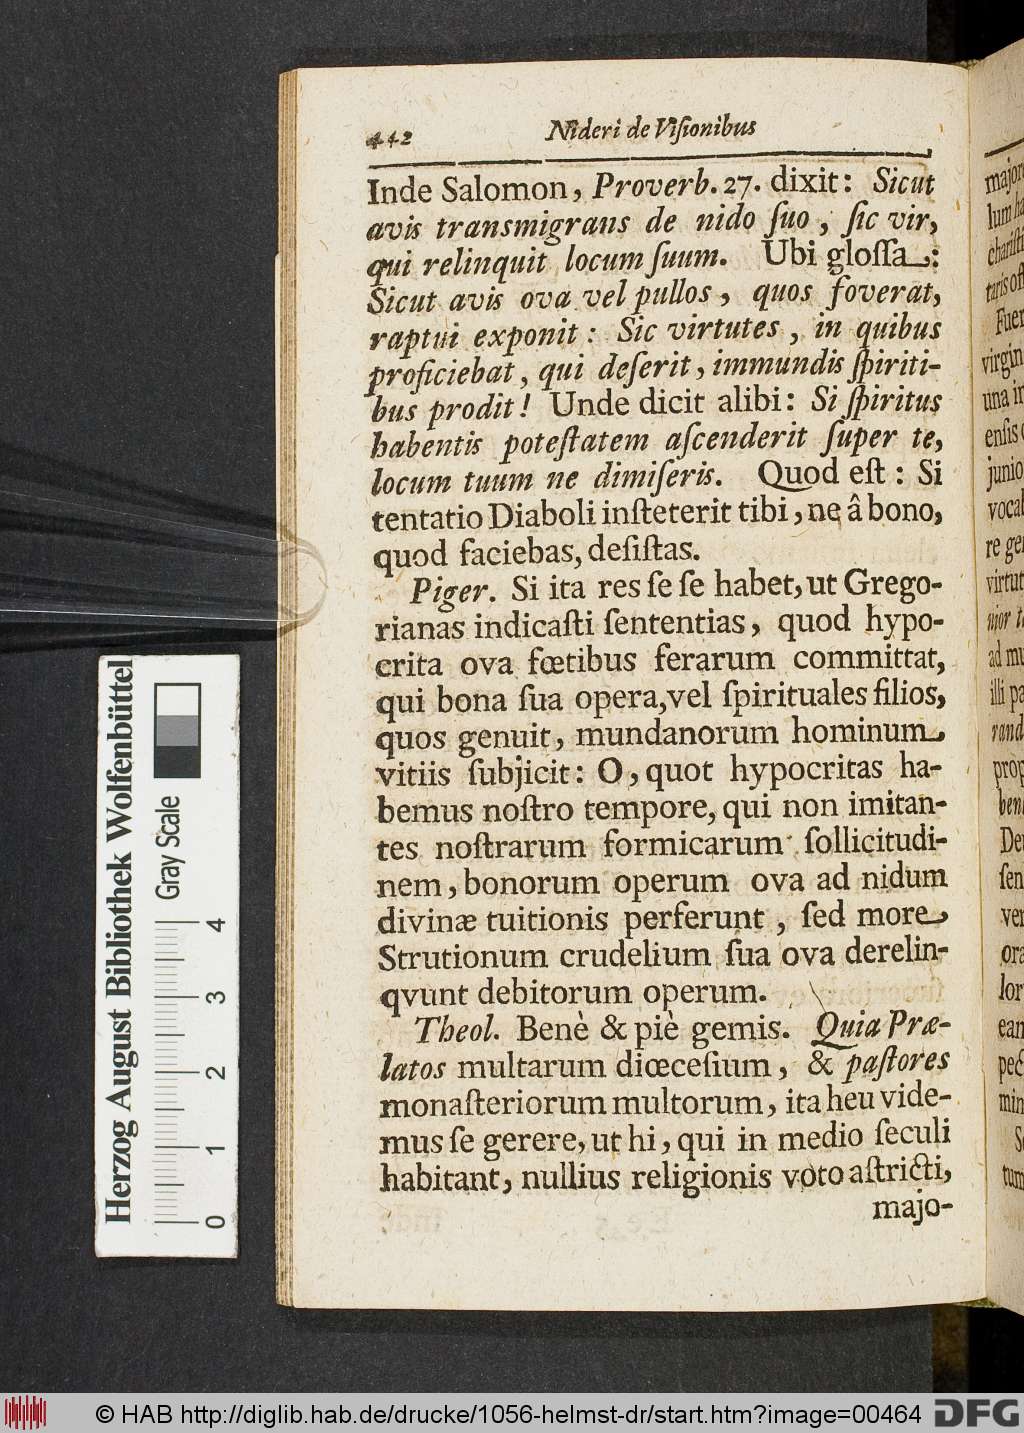 442 Nideri de Viſionibus
Inde Salomon, Proverb. 27. dixit: Sicut
avis transmigrans de nido ſuo, ſic vir,
qui relinquit locum ſuum. Ubi gloſſa:
Sicut avis ova vel pullos, quos foverat,
raptui exponit: Sic virtutes, in quibus
proficiebat, qui deſerit, immundis ſpiriti-
bus prodit! Unde dicit alibi: Si ſpiritus
habentis poteſtatem aſcenderit ſuper te,
locum tuum ne dimiſeris. Quod eſt: Si
tentatio Diaboli inſteterit tibi, ne â bono,
quod faciebas, deſiſtas.
Piger. Si ita res ſe ſe habet, ut Grego-
rianas indicaſti ſententias, quod hypo-
crita ova fœtibus ferarum committat,
qui bona ſua opera, vel ſpirituales filios,
quos genuit, mundanorum hominum
vitiis ſubjicit: O, quot hypocritas ha-
bemus noſtro tempore, qui non imitan-
tes noſtrarum formicarum ſollicitudi-
nem, bonorum operum ova ad nidum
divinæ tuitionis perferunt, ſed more
Strutionum crudelium ſua ova derelin-
qvunt debitorum operum.
Theol. Benè & piè gemis. Quia Præ-
latos multarum diœceſium, & paſtores
monaſteriorum multorum, ita heu vide-
mus ſe gerere, ut hi, qui in medio ſeculi
habitant, nullius religionis voto aſtricti,
majo-
Herzog August Bibliothek Wolfenbüttel
Gray Scale
0 1 2 3 4
© HAB http://diglib.hab.de/drucke/1056-helmst-dr/start.htm?image=00464
DFG